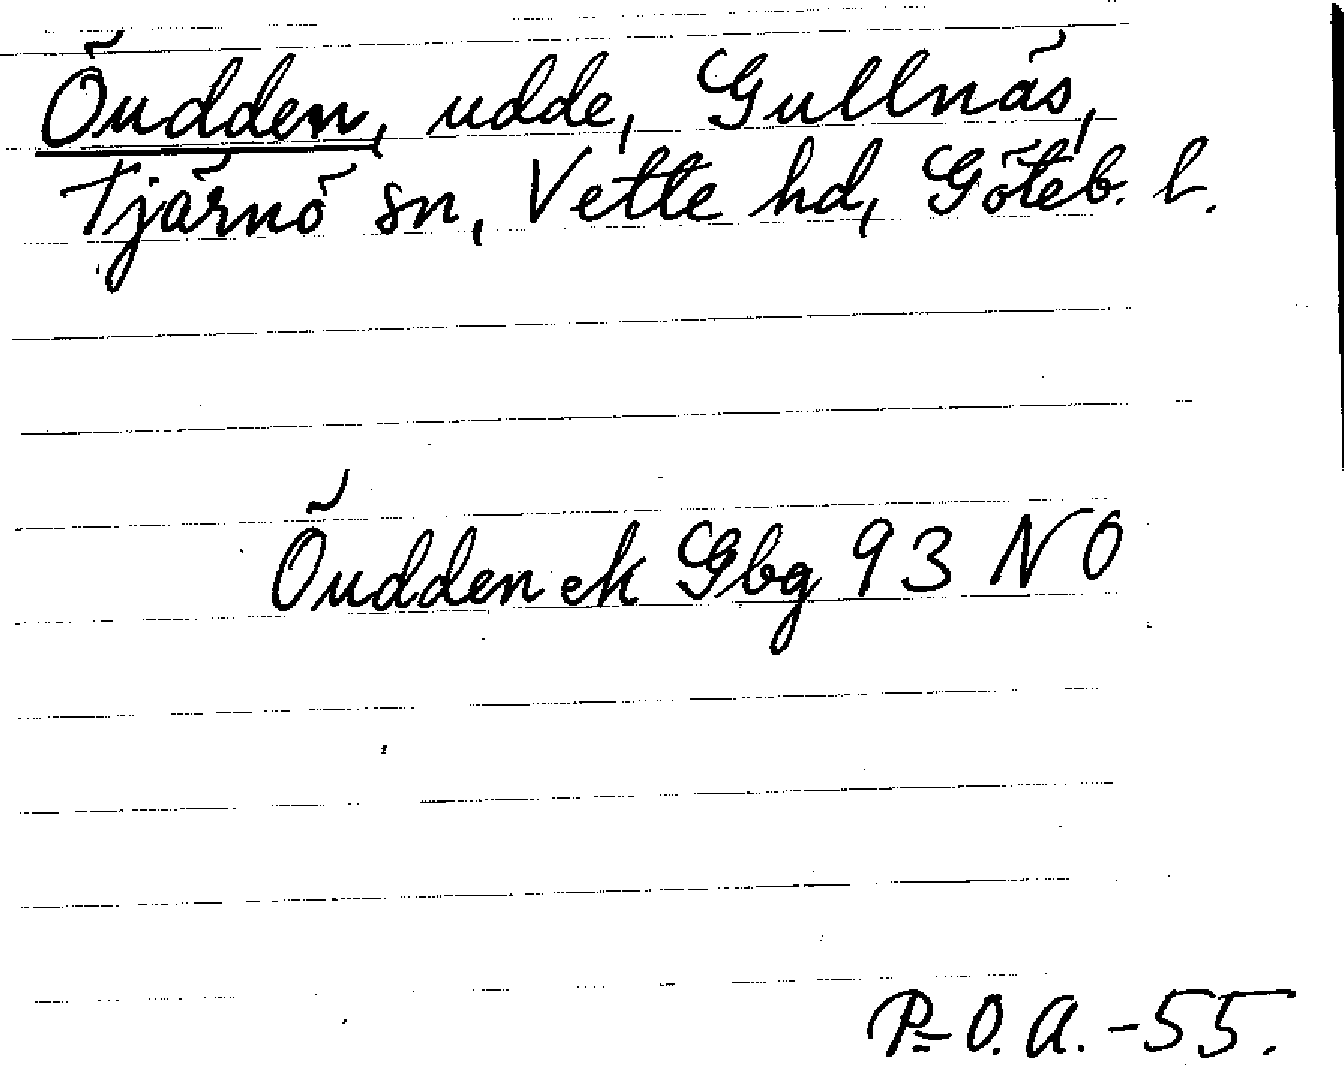 Öudden, udde, Gullnäs,
Tjärnö sn, Vette hd, Göteb. l.
Öudden ek Gbg 93 NO
P-O. A. -55.